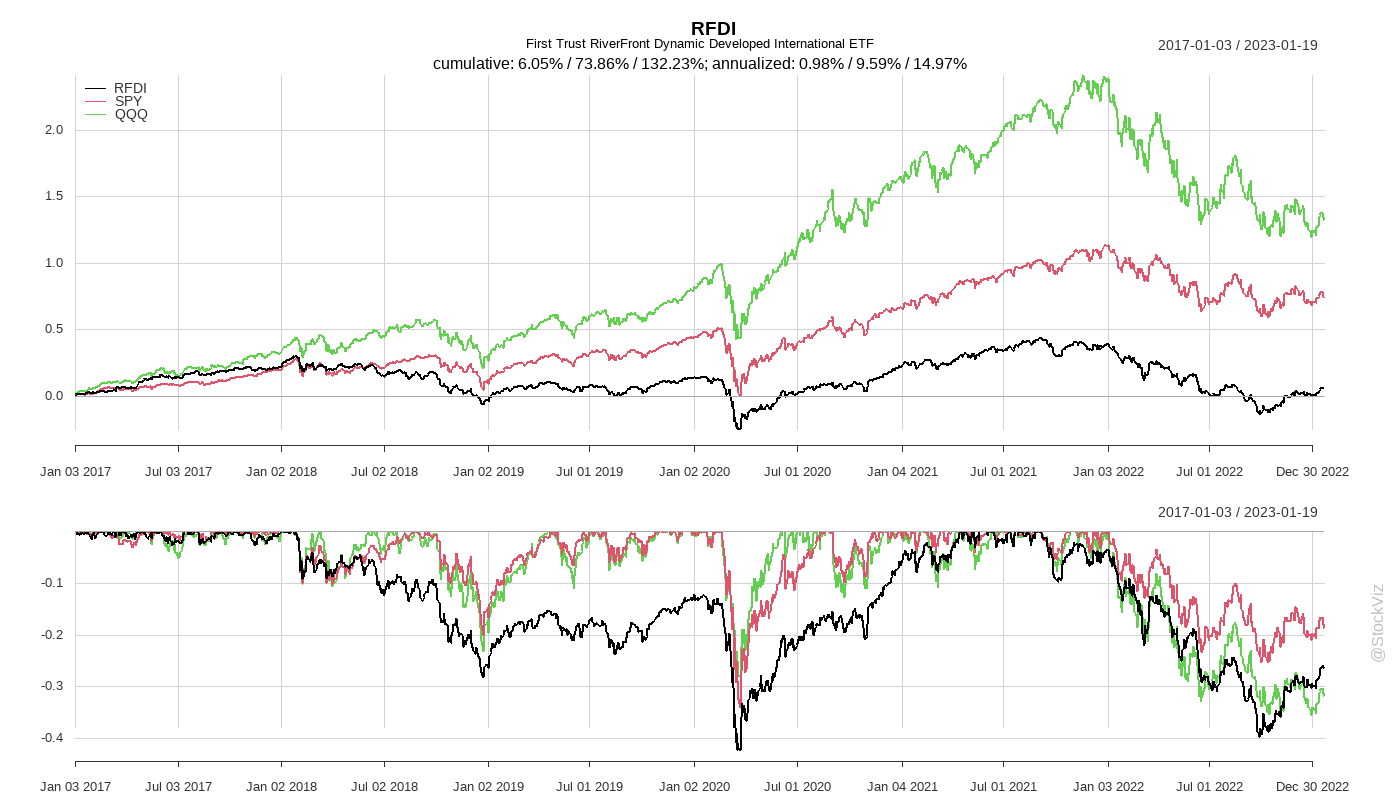 RFDI
First Trust RiverFront Dynamic Developed International ETF
2017-01-03 / 2023-01-19
cumulative: 6.05% / 73.86% / 132.23%; annualized: 0.98% / 9.59% / 14.97%
RFDI
SPY
QQQ
2.0
1.5
1.0
0.5
0.0
Jan 03 2017 Jul 03 2017 Jan 02 2018 Jul 02 2018 Jan 02 2019 Jul 01 2019 Jan 02 2020 Jul 01 2020 Jan 04 2021 Jul 01 2021 Jan 03 2022 Jul 01 2022 Dec 30 2022
2017-01-03 / 2023-01-19
-0.1
-0.2
-0.3
-0.4
Jan 03 2017 Jul 03 2017 Jan 02 2018 Jul 02 2018 Jan 02 2019 Jul 01 2019 Jan 02 2020 Jul 01 2020 Jan 04 2021 Jul 01 2021 Jan 03 2022 Jul 01 2022 Dec 30 2022
@StockViz